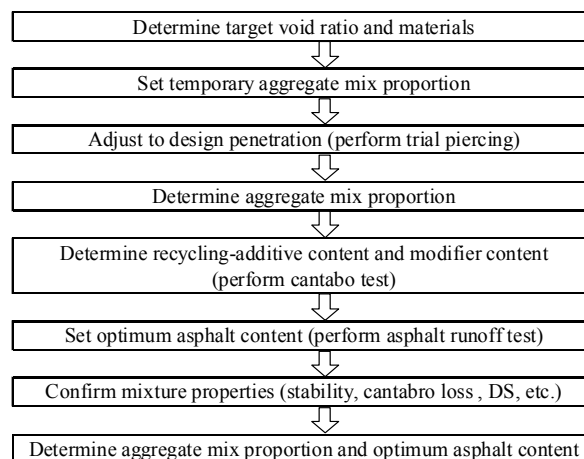 Determine target void ratio and materials
Set temporary aggregate mix proportion
Adjust to design penetration (perform trial piercing)
Determine aggregate mix proportion
Determine recycling-additive content and modifier content
(perform cantabo test)
Set optimum asphalt content (perform asphalt runoff test)
Confirm mixture properties (stability, cantabro loss , DS, etc.)
Determine aggregate mix proportion and optimum asphalt content